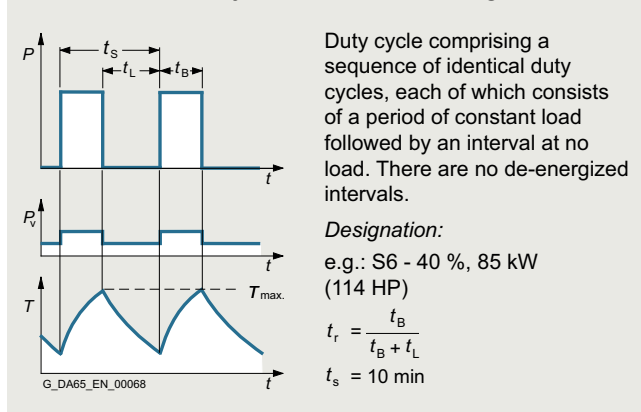 P
t_S
t_L
t_B
t
P_v
t
T
T_max.
t
G_DA65_EN_00068
Duty cycle comprising a
sequence of identical duty
cycles, each of which consists
of a period of constant load
followed by an interval at no
load. There are no de-energized
intervals.
Designation:
e.g.: S6 - 40 %, 85 kW
(114 HP)
t_r = t_B / (t_B + t_L)
t_s = 10 min